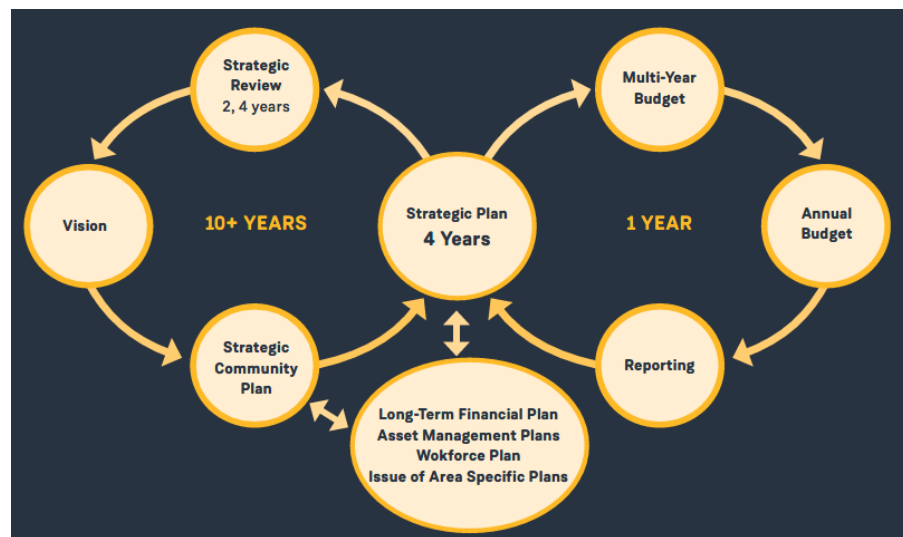 Strategic
Review
2, 4 years
Multi-Year
Budget
Vision
10+ YEARS
Strategic Plan
4 Years
1 YEAR
Annual
Budget
Strategic
Community
Plan
Reporting
Long-Term Financial Plan
Asset Management Plans
Wokforce Plan
Issue of Area Specific Plans